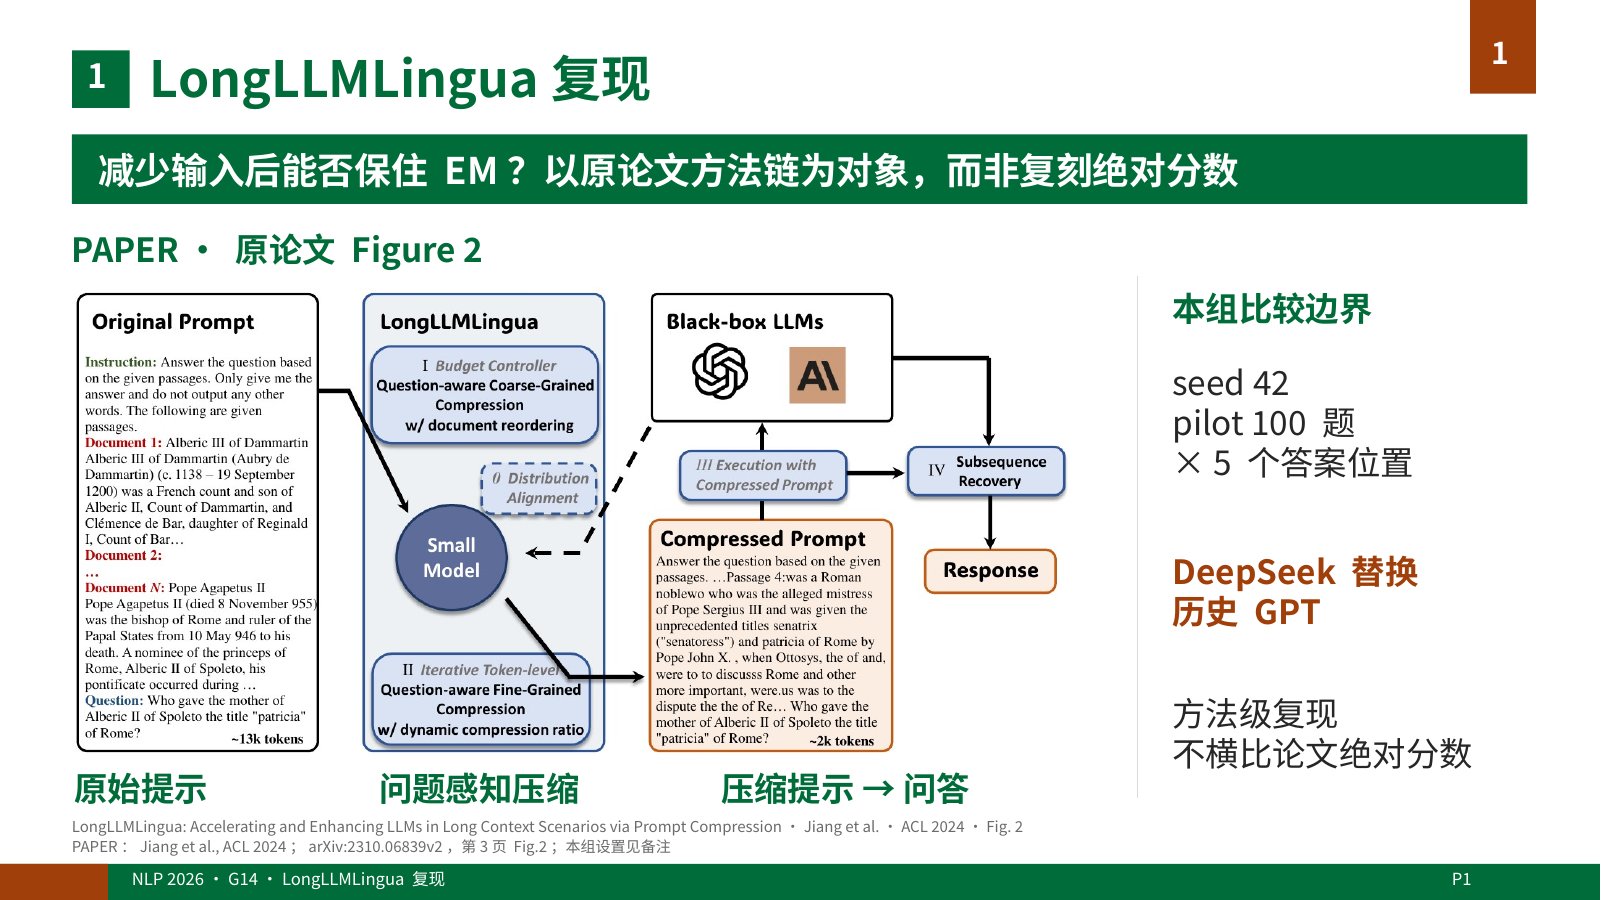 1
1 LongLLMLingua 复现
减少输入后能否保住 EM？以原论文方法链为对象，而非复刻绝对分数
PAPER · 原论文 Figure 2
Original Prompt
Instruction: Answer the question based
on the given passages. Only give me the
answer and do not output any other
words. The following are given
passages.
Document 1: Alberic III of Dammartin
Alberic III of Dammartin (Aubry de
Dammartin) (c. 1138 – 19 September
1200) was a French count and son of
Alberic II, Count of Dammartin, and
Clémence de Bar, daughter of Reginald
I, Count of Bar…
Document 2:
…
Document N: Pope Agapetus II
Pope Agapetus II (died 8 November 955)
was the bishop of Rome and ruler of the
Papal States from 10 May 946 to his
death. A nominee of the princeps of
Rome, Alberic II of Spoleto, his
pontificate occurred during …
Question: Who gave the mother of
Alberic II of Spoleto the title "patricia"
of Rome?
~13k tokens
LongLLMLingua
I Budget Controller
Question-aware Coarse-Grained
Compression
w/ document reordering
0 Distribution
Alignment
Small
Model
II Iterative Token-level
Question-aware Fine-Grained
Compression
w/ dynamic compression ratio
Black-box LLMs
III Execution with
Compressed Prompt
IV Subsequence
Recovery
Compressed Prompt
Answer the question based on the given
passages. …Passage 4:was a Roman
noblewo who was the alleged mistress
of Pope Sergius III and was given the
unprecedented titles senatrix
("senatoress") and patricia of Rome by
Pope John X. , when Ottosys, the of and,
were to to discusss Rome and other
more important, were.us was to the
dispute the the of Re… Who gave the
mother of Alberic II of Spoleto the title
"patricia" of Rome?
~2k tokens
Response
原始提示
问题感知压缩
压缩提示 → 问答
本组比较边界
seed 42
pilot 100 题
× 5 个答案位置
DeepSeek 替换
历史 GPT
方法级复现
不横比论文绝对分数
LongLLMLingua: Accelerating and Enhancing LLMs in Long Context Scenarios via Prompt Compression · Jiang et al. · ACL 2024 · Fig. 2
PAPER： Jiang et al., ACL 2024； arXiv:2310.06839v2，第 3 页 Fig.2；本组设置见备注
NLP 2026 · G14 · LongLLMLingua 复现
P1